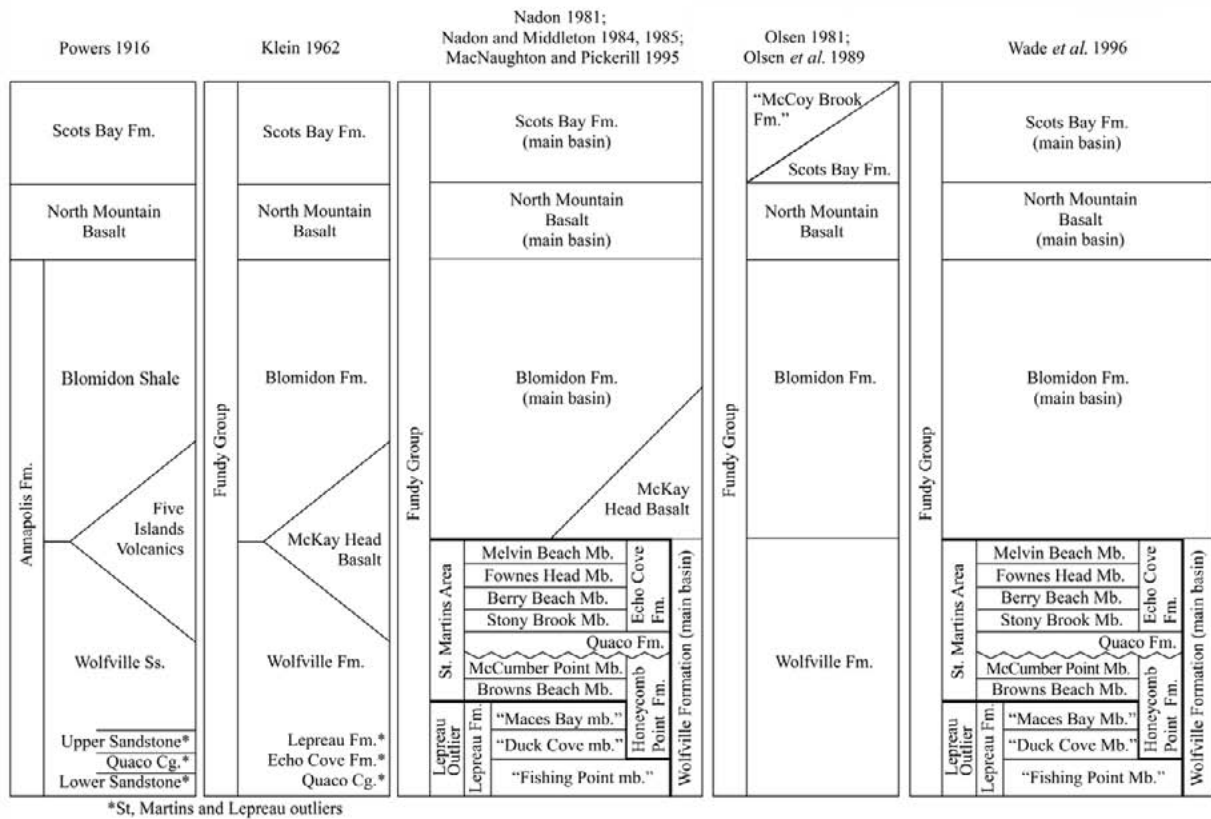 Powers 1916
Scots Bay Fm.
North Mountain
Basalt
Annapolis Fm.
Blomidon Shale
Five
Islands
Volcanics
Wolfville Ss.
Upper Sandstone*
Quaco Cg.*
Lower Sandstone*
*St, Martins and Lepreau outliers
Klein 1962
Fundy Group
Scots Bay Fm.
North Mountain
Basalt
Blomidon Fm.
McKay Head
Basalt
Wolfville Fm.
Lepreau Fm.*
Echo Cove Fm.*
Quaco Cg.*
Nadon 1981;
Nadon and Middleton 1984, 1985;
MacNaughton and Pickerill 1995
Fundy Group
Scots Bay Fm.
(main basin)
North Mountain
Basalt
(main basin)
Blomidon Fm.
(main basin)
McKay
Head Basalt
St. Martins Area
Melvin Beach Mb.
Fownes Head Mb.
Berry Beach Mb.
Stony Brook Mb.
Echo Cove
Fm.
Quaco Fm.
McCumber Point Mb.
Browns Beach Mb.
Honeycomb
Point Fm.
Lepreau
Outlier
Lepreau Fm.
“Maces Bay mb.”
“Duck Cove mb.”
“Fishing Point mb.”
Wolfville Formation (main basin)
Olsen 1981;
Olsen et al. 1989
Fundy Group
“McCoy Brook
Fm.”
Scots Bay Fm.
North Mountain
Basalt
Blomidon Fm.
Wolfville Fm.
Wade et al. 1996
Fundy Group
Scots Bay Fm.
(main basin)
North Mountain
Basalt
(main basin)
Blomidon Fm.
(main basin)
St. Martins Area
Melvin Beach Mb.
Fownes Head Mb.
Berry Beach Mb.
Stony Brook Mb.
Echo Cove
Fm.
Quaco Fm.
McCumber Point Mb.
Browns Beach Mb.
Honeycomb
Point Fm.
Lepreau
Outlier
Lepreau Fm.
“Maces Bay Mb.”
“Duck Cove Mb.”
“Fishing Point Mb.”
Wolfville Formation (main basin)